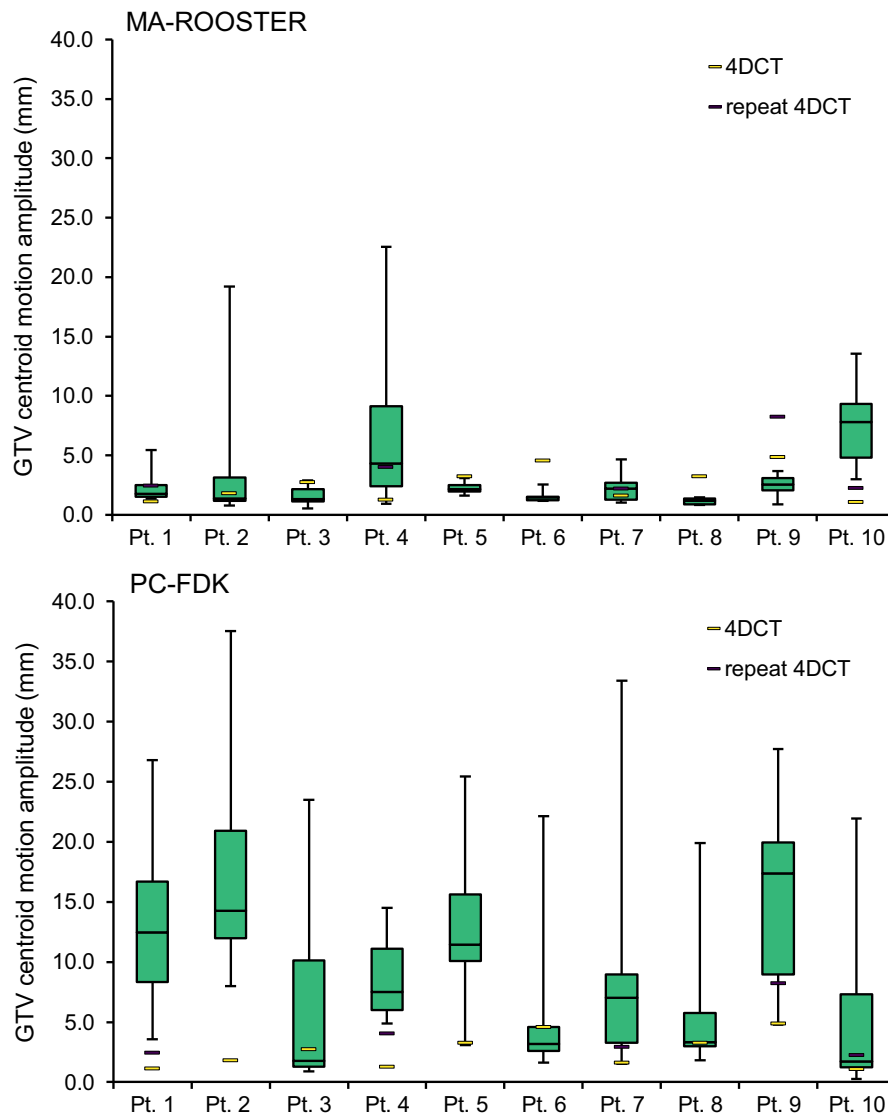 MA-ROOSTER
GTV centroid motion amplitude (mm)
40.0
35.0
30.0
25.0
20.0
15.0
10.0
5.0
0.0
4DCT
repeat 4DCT
Pt. 1 Pt. 2 Pt. 3 Pt. 4 Pt. 5 Pt. 6 Pt. 7 Pt. 8 Pt. 9 Pt. 10
PC-FDK
GTV centroid motion amplitude (mm)
40.0
35.0
30.0
25.0
20.0
15.0
10.0
5.0
0.0
4DCT
repeat 4DCT
Pt. 1 Pt. 2 Pt. 3 Pt. 4 Pt. 5 Pt. 6 Pt. 7 Pt. 8 Pt. 9 Pt. 10